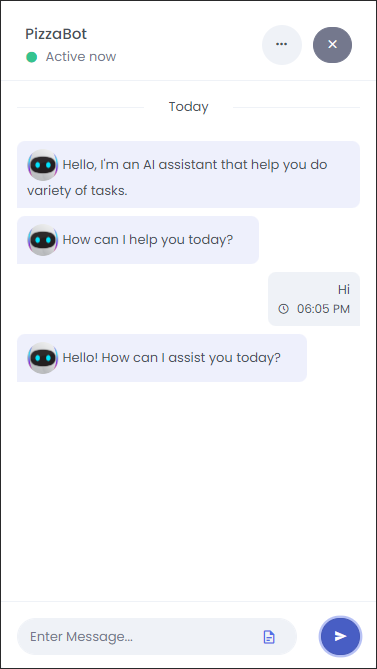 PizzaBot
Active now
Today
Hello, I'm an AI assistant that help you do
variety of tasks.
How can I help you today?
Hi
06:05 PM
Hello! How can I assist you today?
Enter Message...